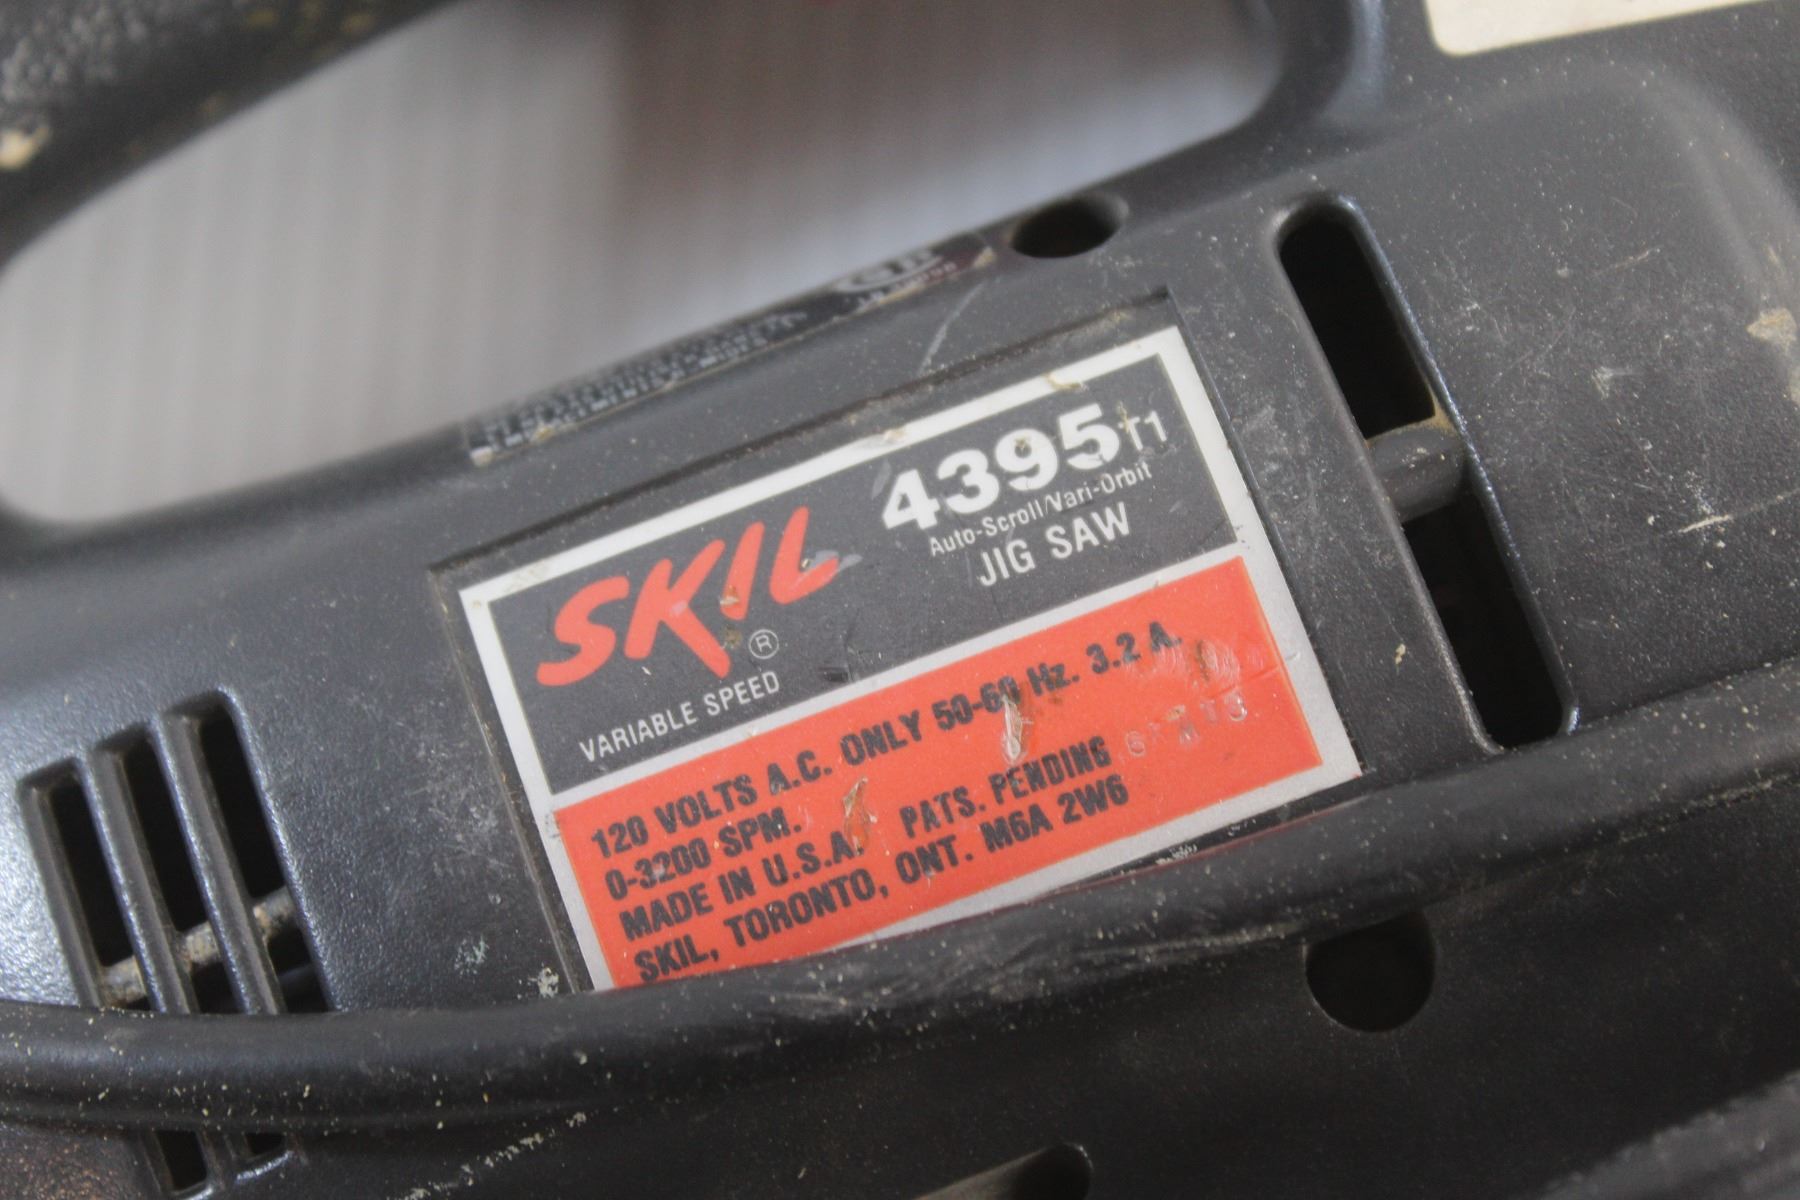 SKIL®
VARIABLE SPEED
4395 T1
Auto-Scroll/Vari-Orbit
JIG SAW
120 VOLTS A.C. ONLY 50-60 Hz. 3.2 A.
0-3200 SPM.
MADE IN U.S.A. PATS. PENDING
SKIL, TORONTO, ONT. M6A 2W6